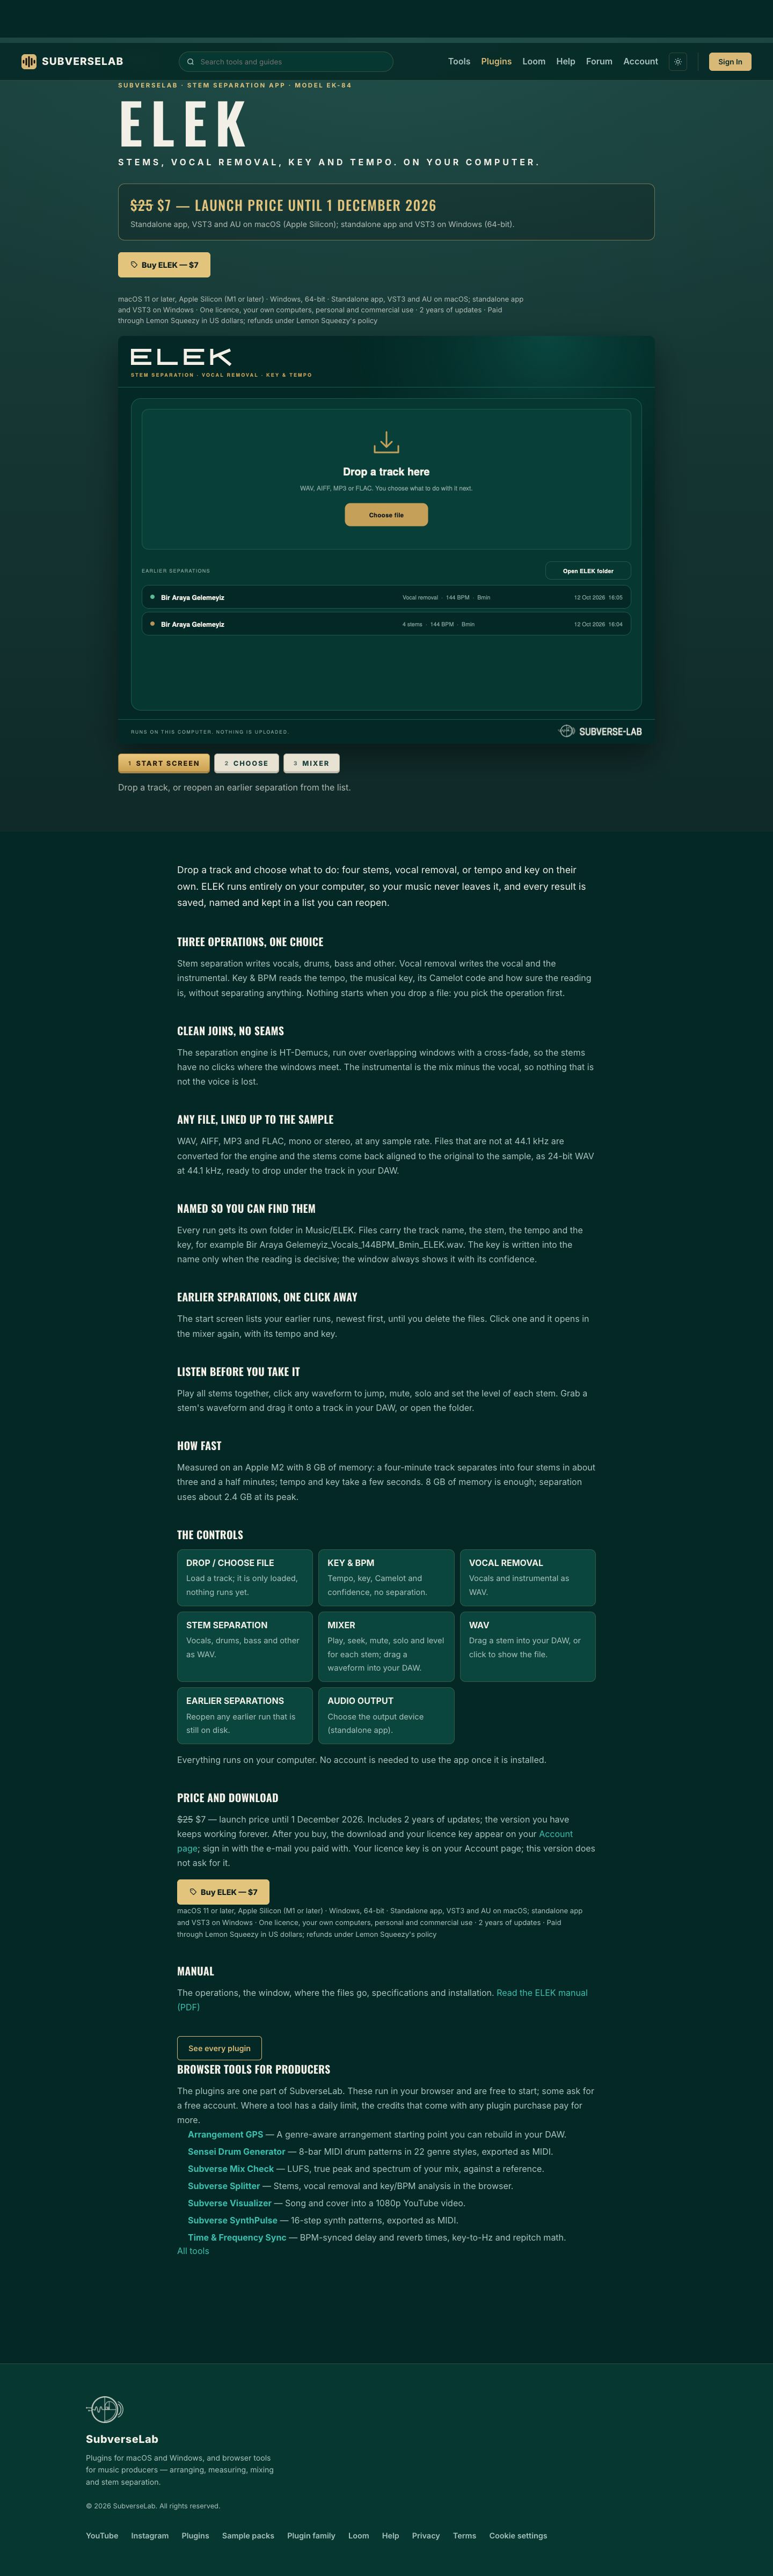 SUBVERSELAB
Search tools and guides
Tools Plugins Loom Help Forum Account Sign In
SUBVERSELAB · STEM SEPARATION APP · MODEL EK-84
ELEK
STEMS, VOCAL REMOVAL, KEY AND TEMPO. ON YOUR COMPUTER.
$25 $7 — LAUNCH PRICE UNTIL 1 DECEMBER 2026
Standalone app, VST3 and AU on macOS (Apple Silicon); standalone app and VST3 on Windows (64-bit).
Buy ELEK — $7
macOS 11 or later, Apple Silicon (M1 or later) · Windows, 64-bit · Standalone app, VST3 and AU on macOS; standalone app
and VST3 on Windows · One licence, your own computers, personal and commercial use · 2 years of updates · Paid
through Lemon Squeezy in US dollars; refunds under Lemon Squeezy's policy
ELEK
STEM SEPARATION · VOCAL REMOVAL · KEY & TEMPO
Drop a track here
WAV, AIFF, MP3 or FLAC. You choose what to do with it next.
Choose file
EARLIER SEPARATIONS
Open ELEK folder
Bir Araya Gelemeyiz Vocal removal · 144 BPM · Bmin 12 Oct 2026 16:05
Bir Araya Gelemeyiz 4 stems · 144 BPM · Bmin 12 Oct 2026 16:04
RUNS ON THIS COMPUTER. NOTHING IS UPLOADED.
SUBVERSE-LAB
1 START SCREEN 2 CHOOSE 3 MIXER
Drop a track, or reopen an earlier separation from the list.
Drop a track and choose what to do: four stems, vocal removal, or tempo and key on their
own. ELEK runs entirely on your computer, so your music never leaves it, and every result is
saved, named and kept in a list you can reopen.
THREE OPERATIONS, ONE CHOICE
Stem separation writes vocals, drums, bass and other. Vocal removal writes the vocal and the
instrumental. Key & BPM reads the tempo, the musical key, its Camelot code and how sure the reading
is, without separating anything. Nothing starts when you drop a file: you pick the operation first.
CLEAN JOINS, NO SEAMS
The separation engine is HT-Demucs, run over overlapping windows with a cross-fade, so the stems
have no clicks where the windows meet. The instrumental is the mix minus the vocal, so nothing that is
not the voice is lost.
ANY FILE, LINED UP TO THE SAMPLE
WAV, AIFF, MP3 and FLAC, mono or stereo, at any sample rate. Files that are not at 44.1 kHz are
converted for the engine and the stems come back aligned to the original to the sample, as 24-bit WAV
at 44.1 kHz, ready to drop under the track in your DAW.
NAMED SO YOU CAN FIND THEM
Every run gets its own folder in Music/ELEK. Files carry the track name, the stem, the tempo and the
key, for example Bir Araya Gelemeyiz_Vocals_144BPM_Bmin_ELEK.wav. The key is written into the
name only when the reading is decisive; the window always shows it with its confidence.
EARLIER SEPARATIONS, ONE CLICK AWAY
The start screen lists your earlier runs, newest first, until you delete the files. Click one and it opens in
the mixer again, with its tempo and key.
LISTEN BEFORE YOU TAKE IT
Play all stems together, click any waveform to jump, mute, solo and set the level of each stem. Grab a
stem's waveform and drag it onto a track in your DAW, or open the folder.
HOW FAST
Measured on an Apple M2 with 8 GB of memory: a four-minute track separates into four stems in about
three and a half minutes; tempo and key take a few seconds. 8 GB of memory is enough; separation
uses about 2.4 GB at its peak.
THE CONTROLS
DROP / CHOOSE FILE
Load a track; it is only loaded,
nothing runs yet.
KEY & BPM
Tempo, key, Camelot and
confidence, no separation.
VOCAL REMOVAL
Vocals and instrumental as
WAV.
STEM SEPARATION
Vocals, drums, bass and other
as WAV.
MIXER
Play, seek, mute, solo and level
for each stem; drag a
waveform into your DAW.
WAV
Drag a stem into your DAW, or
click to show the file.
EARLIER SEPARATIONS
Reopen any earlier run that is
still on disk.
AUDIO OUTPUT
Choose the output device
(standalone app).
Everything runs on your computer. No account is needed to use the app once it is installed.
PRICE AND DOWNLOAD
$25 $7 — launch price until 1 December 2026. Includes 2 years of updates; the version you have
keeps working forever. After you buy, the download and your licence key appear on your Account
page; sign in with the e-mail you paid with. Your licence key is on your Account page; this version does
not ask for it.
Buy ELEK — $7
macOS 11 or later, Apple Silicon (M1 or later) · Windows, 64-bit · Standalone app, VST3 and AU on macOS; standalone app
and VST3 on Windows · One licence, your own computers, personal and commercial use · 2 years of updates · Paid
through Lemon Squeezy in US dollars; refunds under Lemon Squeezy's policy
MANUAL
The operations, the window, where the files go, specifications and installation. Read the ELEK manual
(PDF)
See every plugin
BROWSER TOOLS FOR PRODUCERS
The plugins are one part of SubverseLab. These run in your browser and are free to start; some ask for
a free account. Where a tool has a daily limit, the credits that come with any plugin purchase pay for
more.
Arrangement GPS — A genre-aware arrangement starting point you can rebuild in your DAW.
Sensei Drum Generator — 8-bar MIDI drum patterns in 22 genre styles, exported as MIDI.
Subverse Mix Check — LUFS, true peak and spectrum of your mix, against a reference.
Subverse Splitter — Stems, vocal removal and key/BPM analysis in the browser.
Subverse Visualizer — Song and cover into a 1080p YouTube video.
Subverse SynthPulse — 16-step synth patterns, exported as MIDI.
Time & Frequency Sync — BPM-synced delay and reverb times, key-to-Hz and repitch math.
All tools
SubverseLab
Plugins for macOS and Windows, and browser tools
for music producers — arranging, measuring, mixing
and stem separation.
© 2026 SubverseLab. All rights reserved.
YouTube Instagram Plugins Sample packs Plugin family Loom Help Privacy Terms Cookie settings